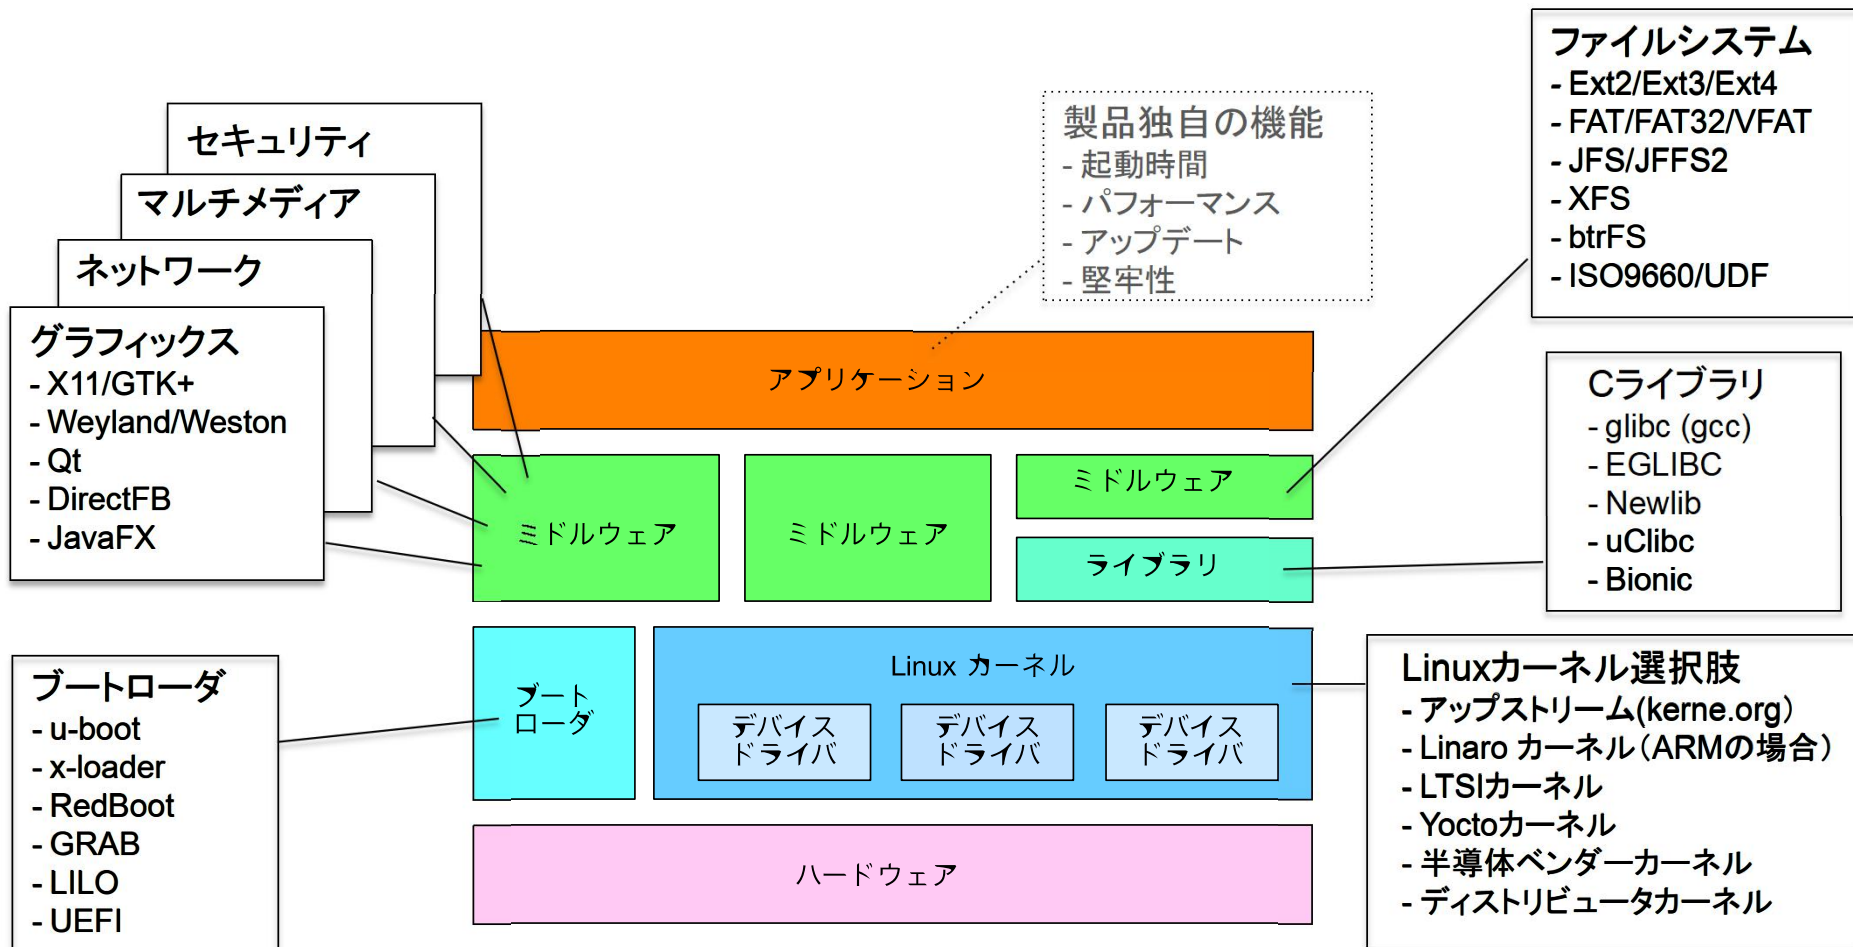 セキュリティ
マルチメディア
ネットワーク
グラフィックス
- X11/GTK+
- Weyland/Weston
- Qt
- DirectFB
- JavaFX
ブートローダ
- u-boot
- x-loader
- RedBoot
- GRAB
- LILO
- UEFI
製品独自の機能
- 起動時間
- パフォーマンス
- アップデート
- 堅牢性
アプリケーション
ミドルウェア
ミドルウェア
ミドルウェア
ライブラリ
ブート
ローダ
Linux カーネル
デバイス
ドライバ
デバイス
ドライバ
デバイス
ドライバ
ハードウェア
ファイルシステム
- Ext2/Ext3/Ext4
- FAT/FAT32/VFAT
- JFS/JFFS2
- XFS
- btrFS
- ISO9660/UDF
Cライブラリ
- glibc (gcc)
- EGLIBC
- Newlib
- uClibc
- Bionic
Linuxカーネル選択肢
- アップストリーム(kerne.org)
- Linaro カーネル（ARMの場合）
- LTSIカーネル
- Yoctoカーネル
- 半導体ベンダーカーネル
- ディストリビュータカーネル